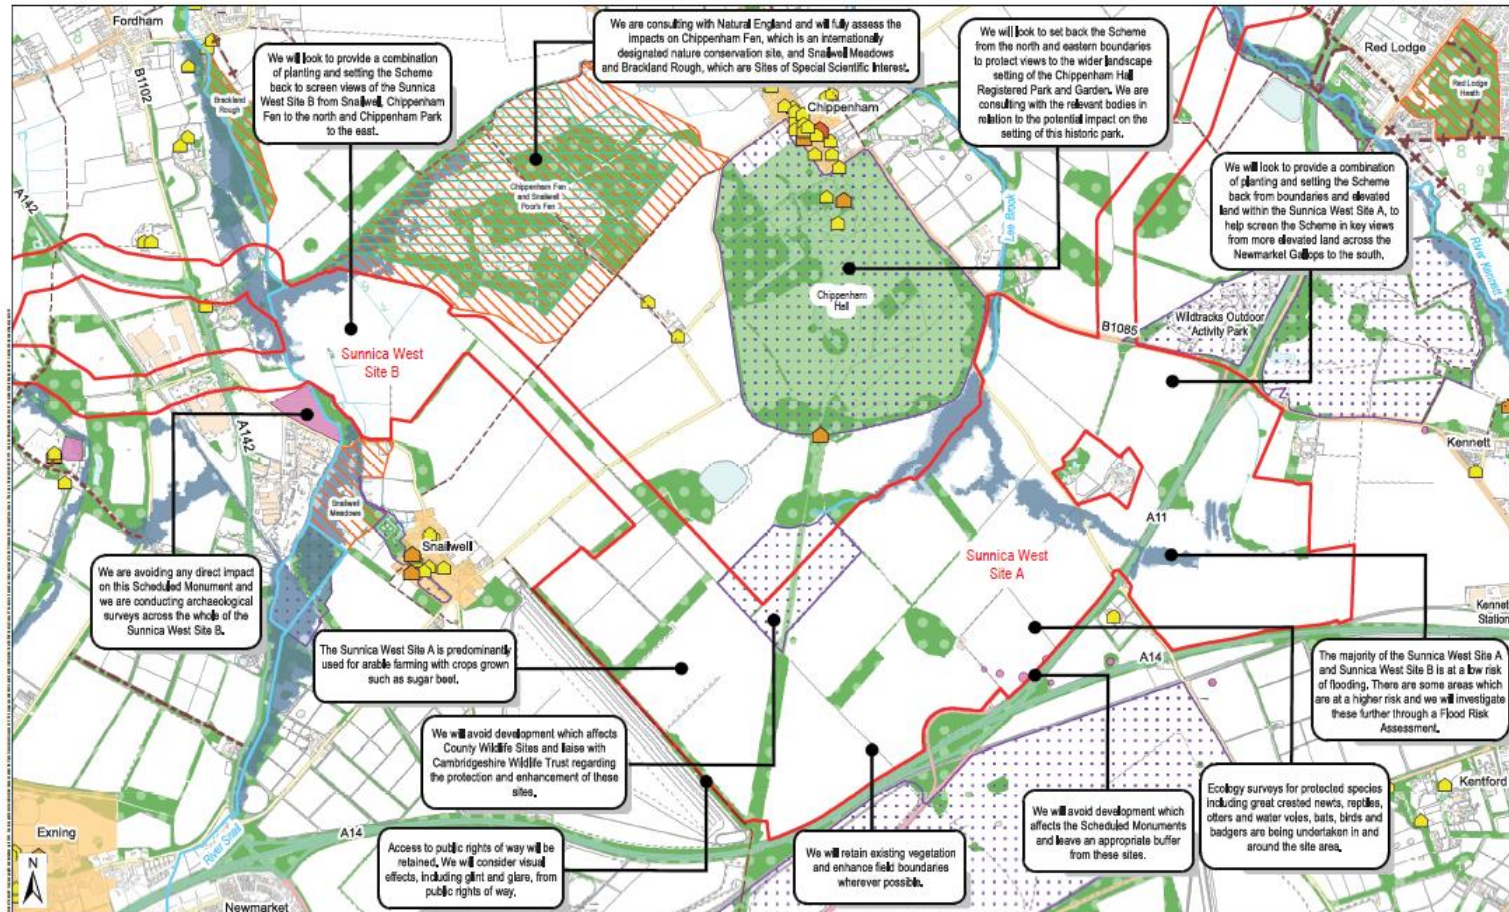 Fordham
B1102
A142
Brackland
Rough
We will look to provide a combination
of planting and setting the Scheme
back to screen views of the Sunnica
West Site B from Snailwell, Chippenham
Fen to the north and Chippenham Park
to the east.
We are consulting with Natural England and will fully assess the
impacts on Chippenham Fen, which is an internationally
designated nature conservation site, and Snailwell Meadows
and Brackland Rough, which are Sites of Special Scientific Interest.
Chippenham
We will look to set back the Scheme
from the north and eastern boundaries
to protect views to the wider landscape
setting of the Chippenham Hall
Registered Park and Garden. We are
consulting with the relevant bodies in
relation to the potential impact on the
setting of this historic park.
Red Lodge
Red Lodge
Heath
We will look to provide a combination
of planting and setting the Scheme
back from boundaries and elevated
land within the Sunnica West Site A, to
help screen the Scheme in key views
from more elevated land across the
Newmarket Gallops to the south.
Chippenham Fen
and Snailwell
Poor's Fen
Lee Brook
River Kennett
Chippenham
Hall
Wildtracks Outdoor
Activity Park
B1085
Sunnica West
Site B
A142
Kennett
Snailwell
Meadows
Snailwell
A11
Sunnica West
Site A
We are avoiding any direct impact
on this Scheduled Monument and
we are conducting archaeological
surveys across the whole of the
Sunnica West Site B.
The Sunnica West Site A is predominantly
used for arable farming with crops grown
such as sugar beet.
Kennett
Station
A14
The majority of the Sunnica West Site A
and Sunnica West Site B is at a low risk
of flooding. There are some areas which
are at a higher risk and we will investigate
these further through a Flood Risk
Assessment.
We will avoid development which affects
County Wildlife Sites and liaise with
Cambridgeshire Wildlife Trust regarding
the protection and enhancement of these
sites.
Ecology surveys for protected species
including great crested newts, reptiles,
otters and water voles, bats, birds and
badgers are being undertaken in and
around the site area.
Kentford
We will avoid development which
affects the Scheduled Monuments
and leave an appropriate buffer
from these sites.
Exning
River Snail
A14
Access to public rights of way will be
retained. We will consider visual
effects, including glint and glare, from
public rights of way.
We will retain existing vegetation
and enhance field boundaries
wherever possible.
N
Newmarket